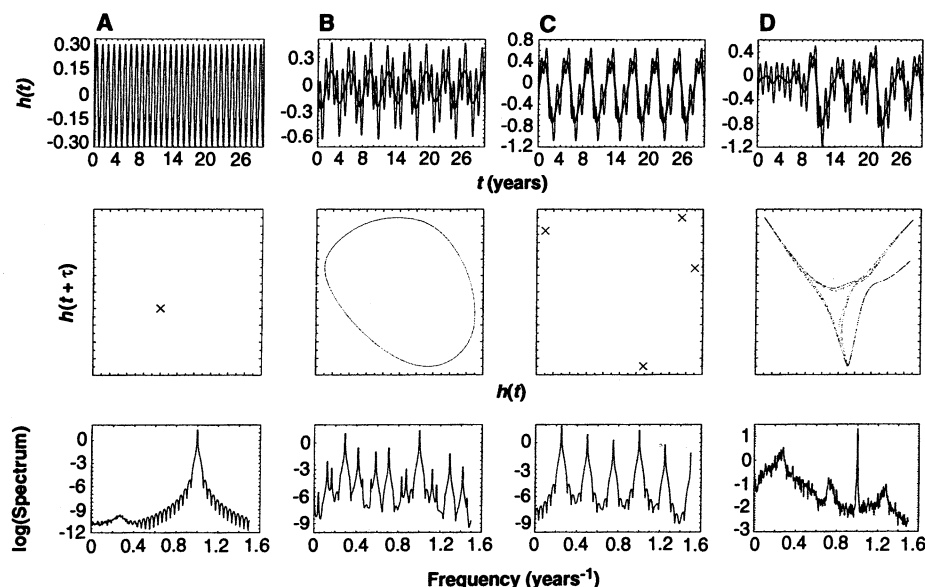 A B C D
h(t)
0.30
0.15
0
-0.15
-0.30
0 4 8 14 20 26
0.3
0
-0.3
-0.6
0 4 8 14 20 26
0.8
0.4
0
-0.4
-0.8
-1.2
0 4 8 14 20 26
0.4
0
-0.4
-0.8
-1.2
0 4 8 14 20 26
t (years)
h(t + τ)
h(t)
log(Spectrum)
0
-3
-6
-9
-12
0 0.4 0.8 1.2 1.6
0
-3
-6
-9
0 0.4 0.8 1.2 1.6
0
-3
-6
-9
0 0.4 0.8 1.2 1.6
1
0
-1
-2
-3
0 0.4 0.8 1.2 1.6
Frequency (years-1)